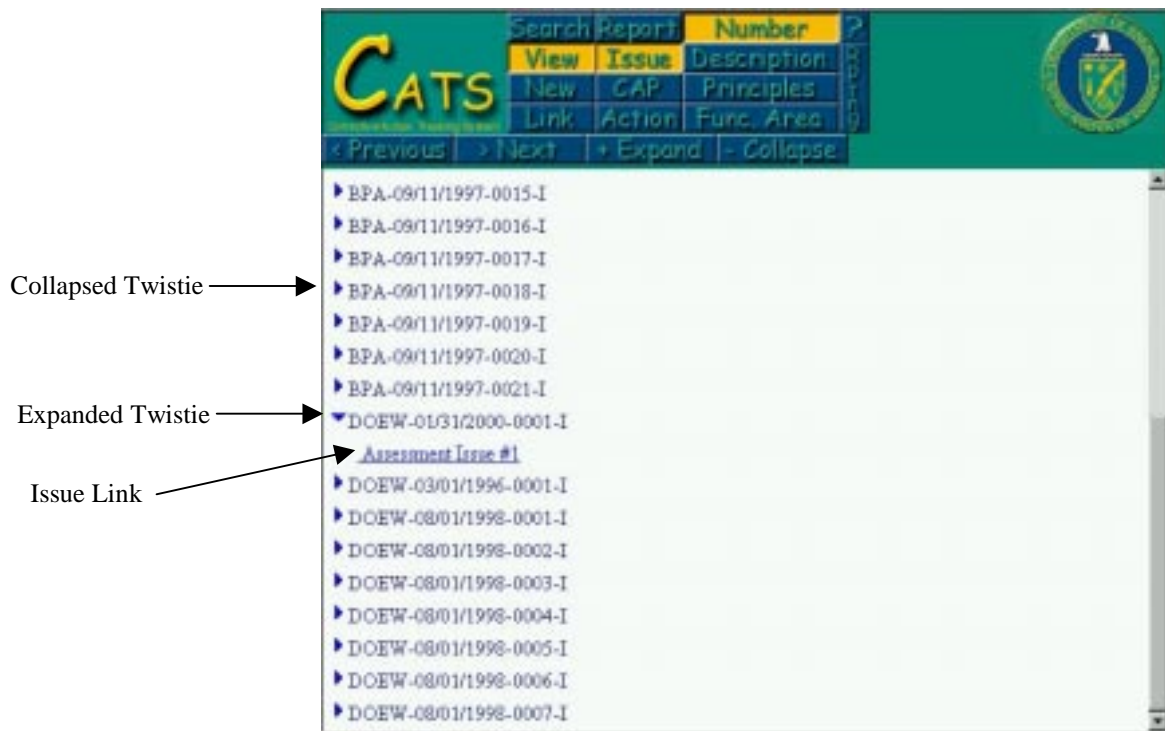 Search Report Number ?
CATS View Issue Description
New CAP Principles
Link Action Func. Area
< Previous > Next + Expand - Collapse
BPA-09/11/1997-0015-I
BPA-09/11/1997-0016-I
BPA-09/11/1997-0017-I
Collapsed Twistie BPA-09/11/1997-0018-I
BPA-09/11/1997-0019-I
BPA-09/11/1997-0020-I
BPA-09/11/1997-0021-I
Expanded Twistie DOEW-01/31/2000-0001-I
Assessment Issue #1
Issue Link DOEW-03/01/1996-0001-I
DOEW-08/01/1998-0001-I
DOEW-08/01/1998-0002-I
DOEW-08/01/1998-0003-I
DOEW-08/01/1998-0004-I
DOEW-08/01/1998-0005-I
DOEW-08/01/1998-0006-I
DOEW-08/01/1998-0007-I